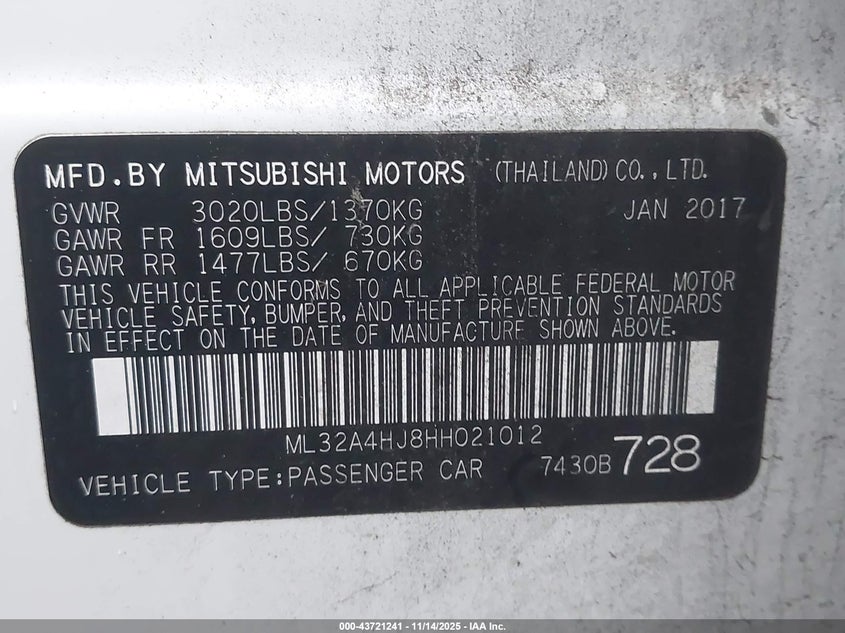 MFD.BY MITSUBISHI MOTORS (THAILAND) CO., LTD.
GVWR 3020LBS/1370KG JAN 2017
GAWR FR 1609LBS/ 730KG
GAWR RR 1477LBS/ 670KG
THIS VEHICLE CONFORMS TO ALL APPLICABLE FEDERAL MOTOR
VEHICLE SAFETY, BUMPER, AND THEFT PREVENTION STANDARDS
IN EFFECT ON THE DATE OF MANUFACTURE SHOWN ABOVE.
ML32A4HJ8HH021012
VEHICLE TYPE:PASSENGER CAR 7430B 728
000-43721241 - 11/14/2025 - IAA Inc.